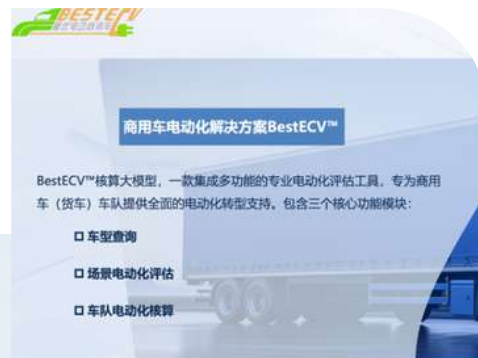 BESTECV
商用车电动化解决方案BestECV™
BestECV™核算大模型，一款集成多功能的专业电动化评估工具，专为商用
车（货车）车队提供全面的电动化转型支持。包含三个核心功能模块：
车型查询
场景电动化评估
车队电动化核算